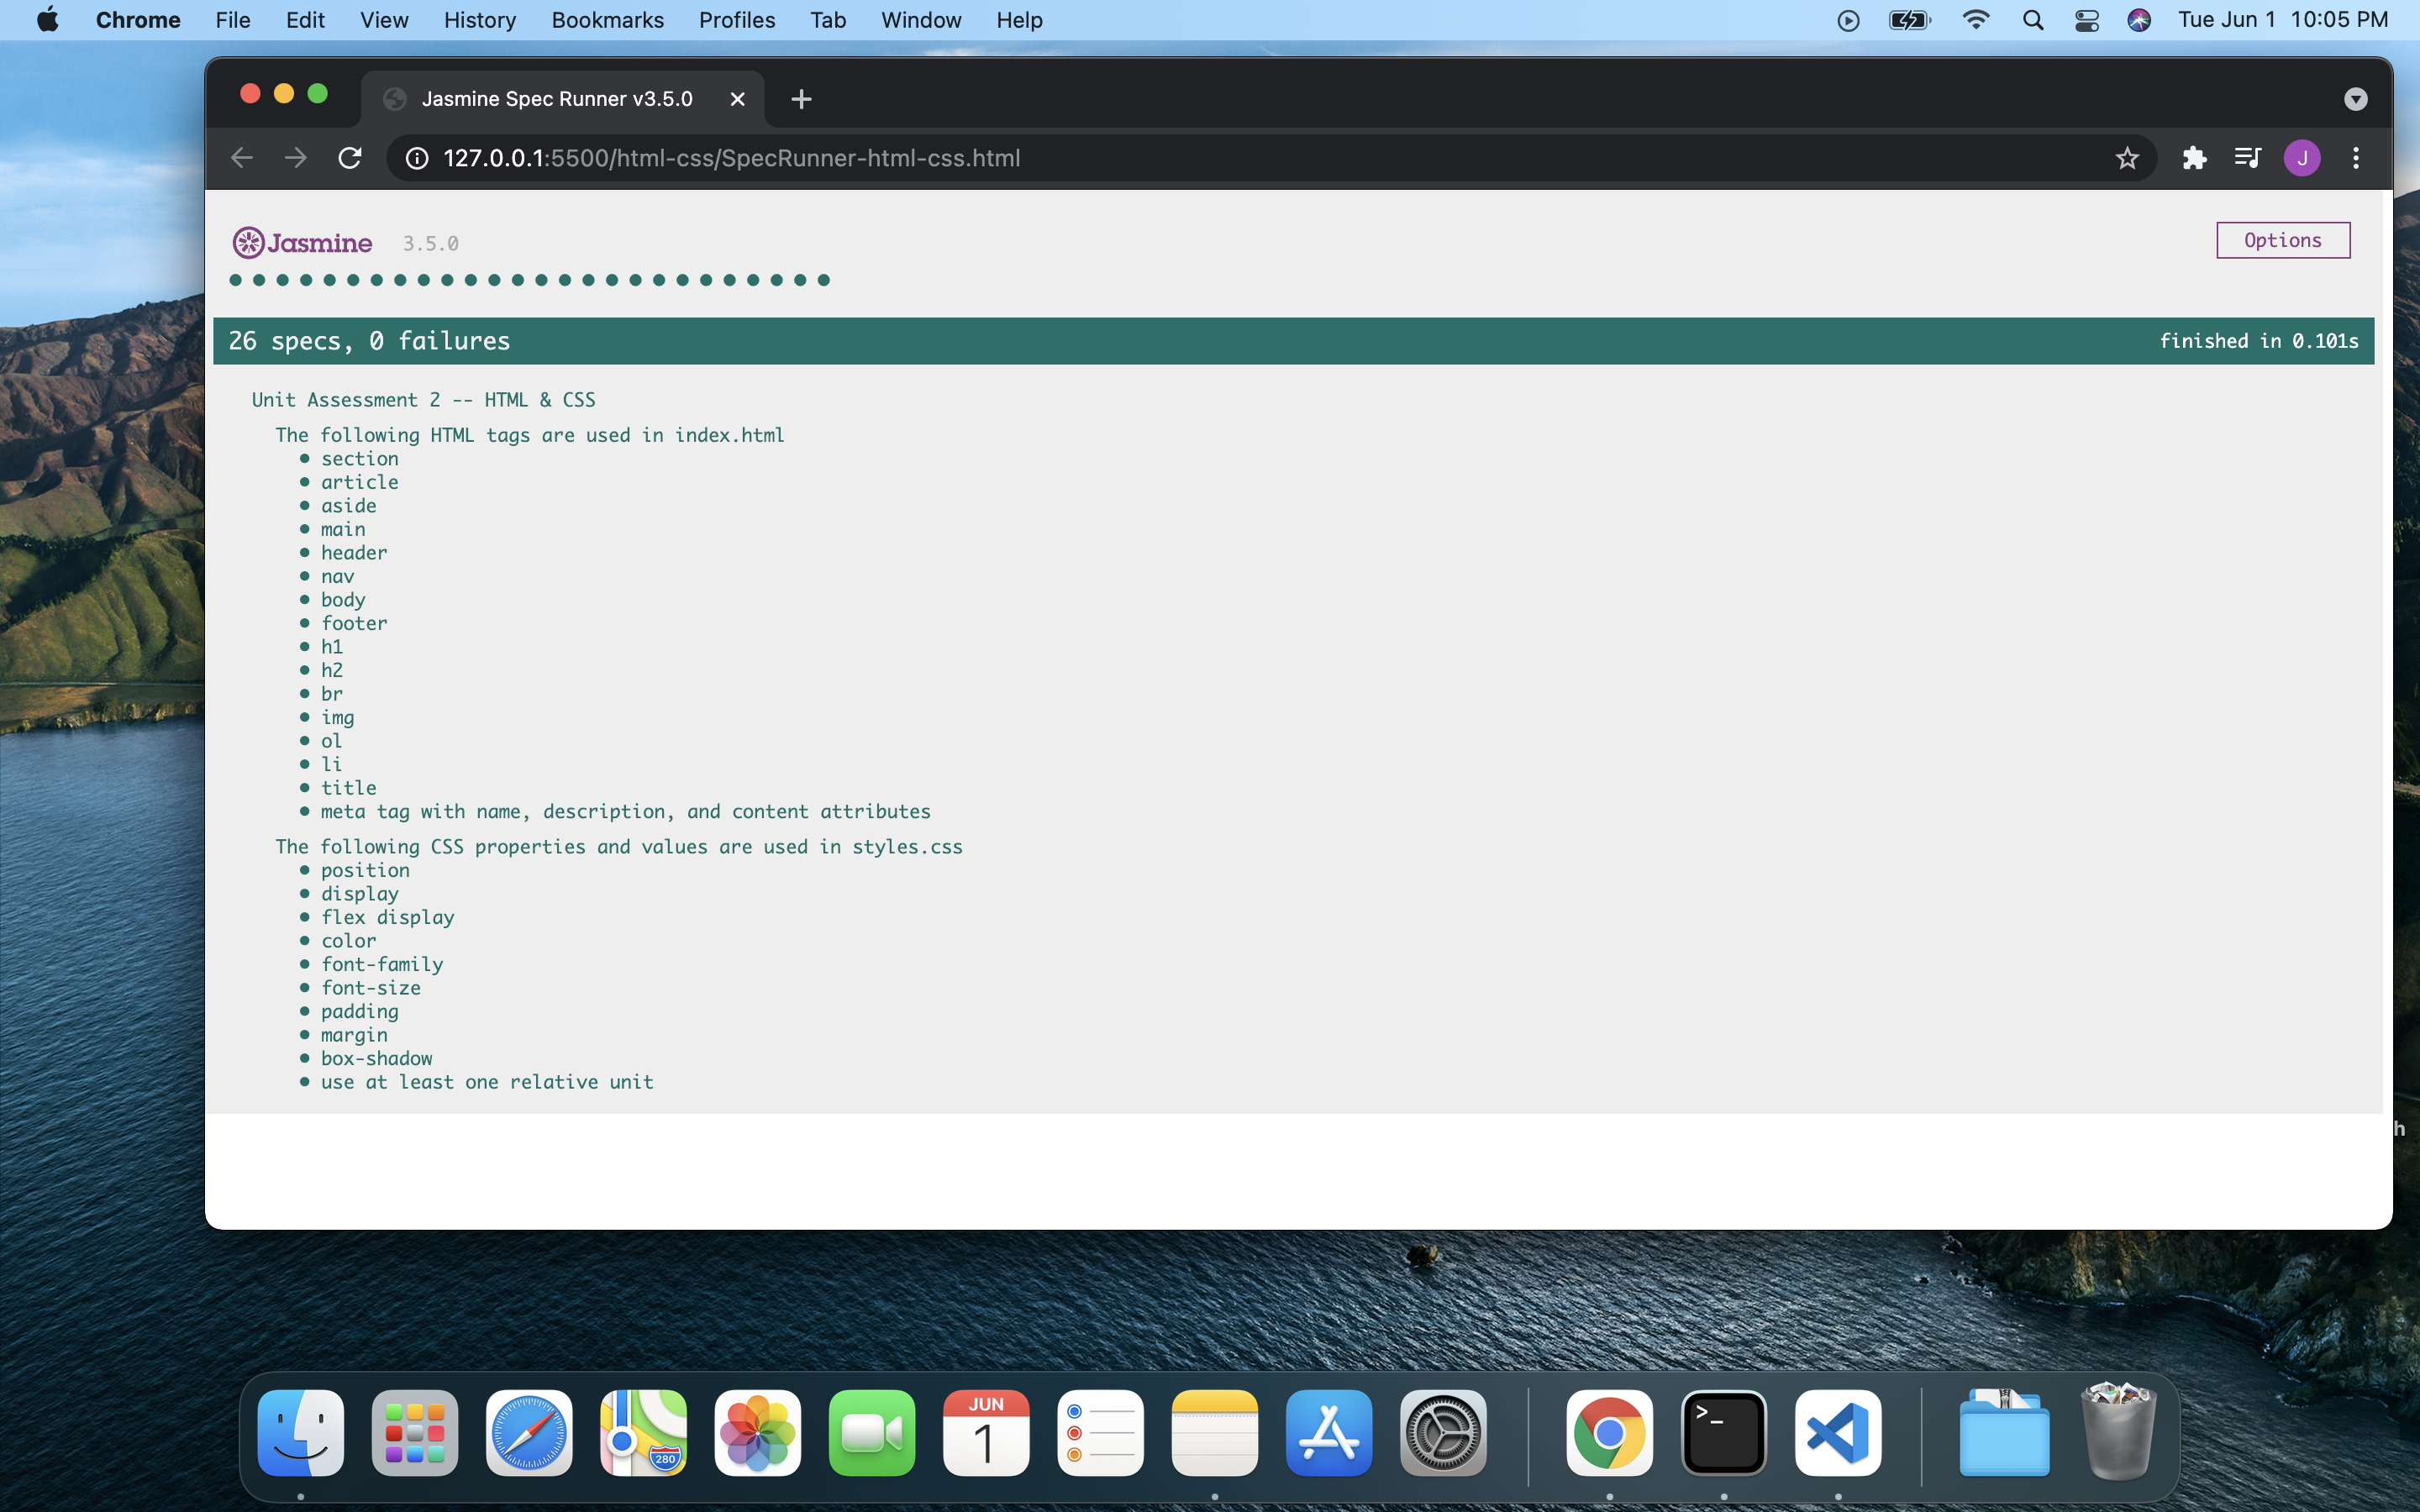 Chrome File Edit View History Bookmarks Profiles Tab Window Help Tue Jun 1 10:05 PM
Jasmine Spec Runner v3.5.0
127.0.0.1:5500/html-css/SpecRunner-html-css.html J
Jasmine 3.5.0 Options
26 specs, 0 failures finished in 0.101s
Unit Assessment 2 -- HTML & CSS
The following HTML tags are used in index.html
• section
• article
• aside
• main
• header
• nav
• body
• footer
• h1
• h2
• br
• img
• ol
• li
• title
• meta tag with name, description, and content attributes
The following CSS properties and values are used in styles.css
• position
• display
• flex display
• color
• font-family
• font-size
• padding
• margin
• box-shadow
• use at least one relative unit
h
JUN
1
280
>_